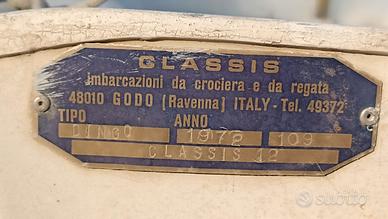 CLASSIS
Imbarcazioni da crociera e da regata
48010 GODO (Ravenna) ITALY - Tel. 49372
TIPO ANNO
DINGO 1972 109
CLASSIS 12
subito